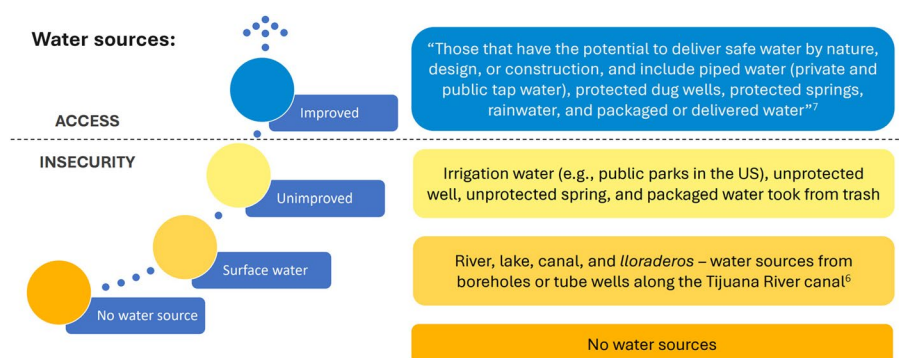 Water sources:
“Those that have the potential to deliver safe water by nature,
design, or construction, and include piped water (private and
public tap water), protected dug wells, protected springs,
rainwater, and packaged or delivered water”⁷
Improved
ACCESS
INSECURITY
Irrigation water (e.g., public parks in the US), unprotected
well, unprotected spring, and packaged water took from trash
Unimproved
River, lake, canal, and lloraderos – water sources from
boreholes or tube wells along the Tijuana River canal⁶
Surface water
No water source
No water sources